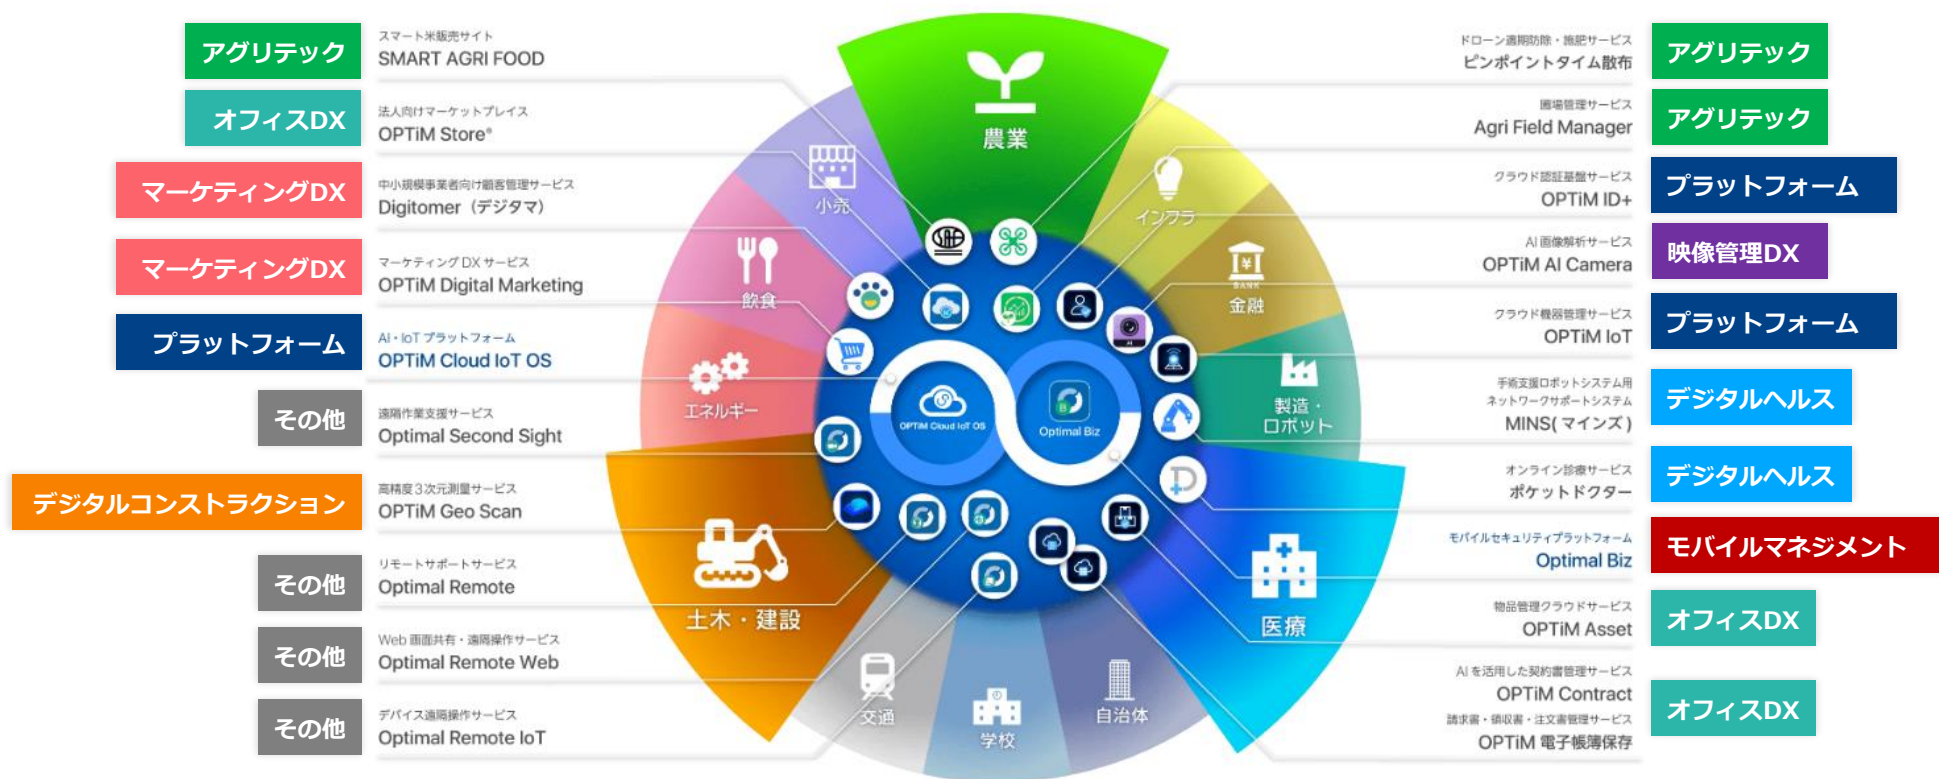 アグリテック
スマート米販売サイト
SMART AGRI FOOD
オフィスDX
法人向けマーケットプレイス
OPTiM Store®
マーケティングDX
中小規模事業者向け顧客管理サービス
Digitomer（デジタマ）
マーケティングDX
マーケティング DX サービス
OPTiM Digital Marketing
プラットフォーム
AI・IoT プラットフォーム
OPTiM Cloud IoT OS
その他
遠隔作業支援サービス
Optimal Second Sight
デジタルコンストラクション
高精度3次元測量サービス
OPTiM Geo Scan
その他
リモートサポートサービス
Optimal Remote
その他
Web 画面共有・遠隔操作サービス
Optimal Remote Web
その他
デバイス遠隔操作サービス
Optimal Remote IoT
農業
小売
インフラ
飲食
BANK
金融
エネルギー
製造・
ロボット
OPTiM Cloud IoT OS
Optimal Biz
土木・建設
医療
交通
学校
自治体
ドローン適期防除・施肥サービス
ピンポイントタイム散布
アグリテック
圃場管理サービス
Agri Field Manager
アグリテック
クラウド認証基盤サービス
OPTiM ID+
プラットフォーム
AI 画像解析サービス
OPTiM AI Camera
映像管理DX
クラウド機器管理サービス
OPTiM IoT
プラットフォーム
手術支援ロボットシステム用
ネットワークサポートシステム
MINS( マインズ )
デジタルヘルス
オンライン診療サービス
ポケットドクター
デジタルヘルス
モバイルセキュリティプラットフォーム
Optimal Biz
モバイルマネジメント
物品管理クラウドサービス
OPTiM Asset
オフィスDX
AI を活用した契約書管理サービス
OPTiM Contract
請求書・領収書・注文書管理サービス
OPTiM 電子帳簿保存
オフィスDX